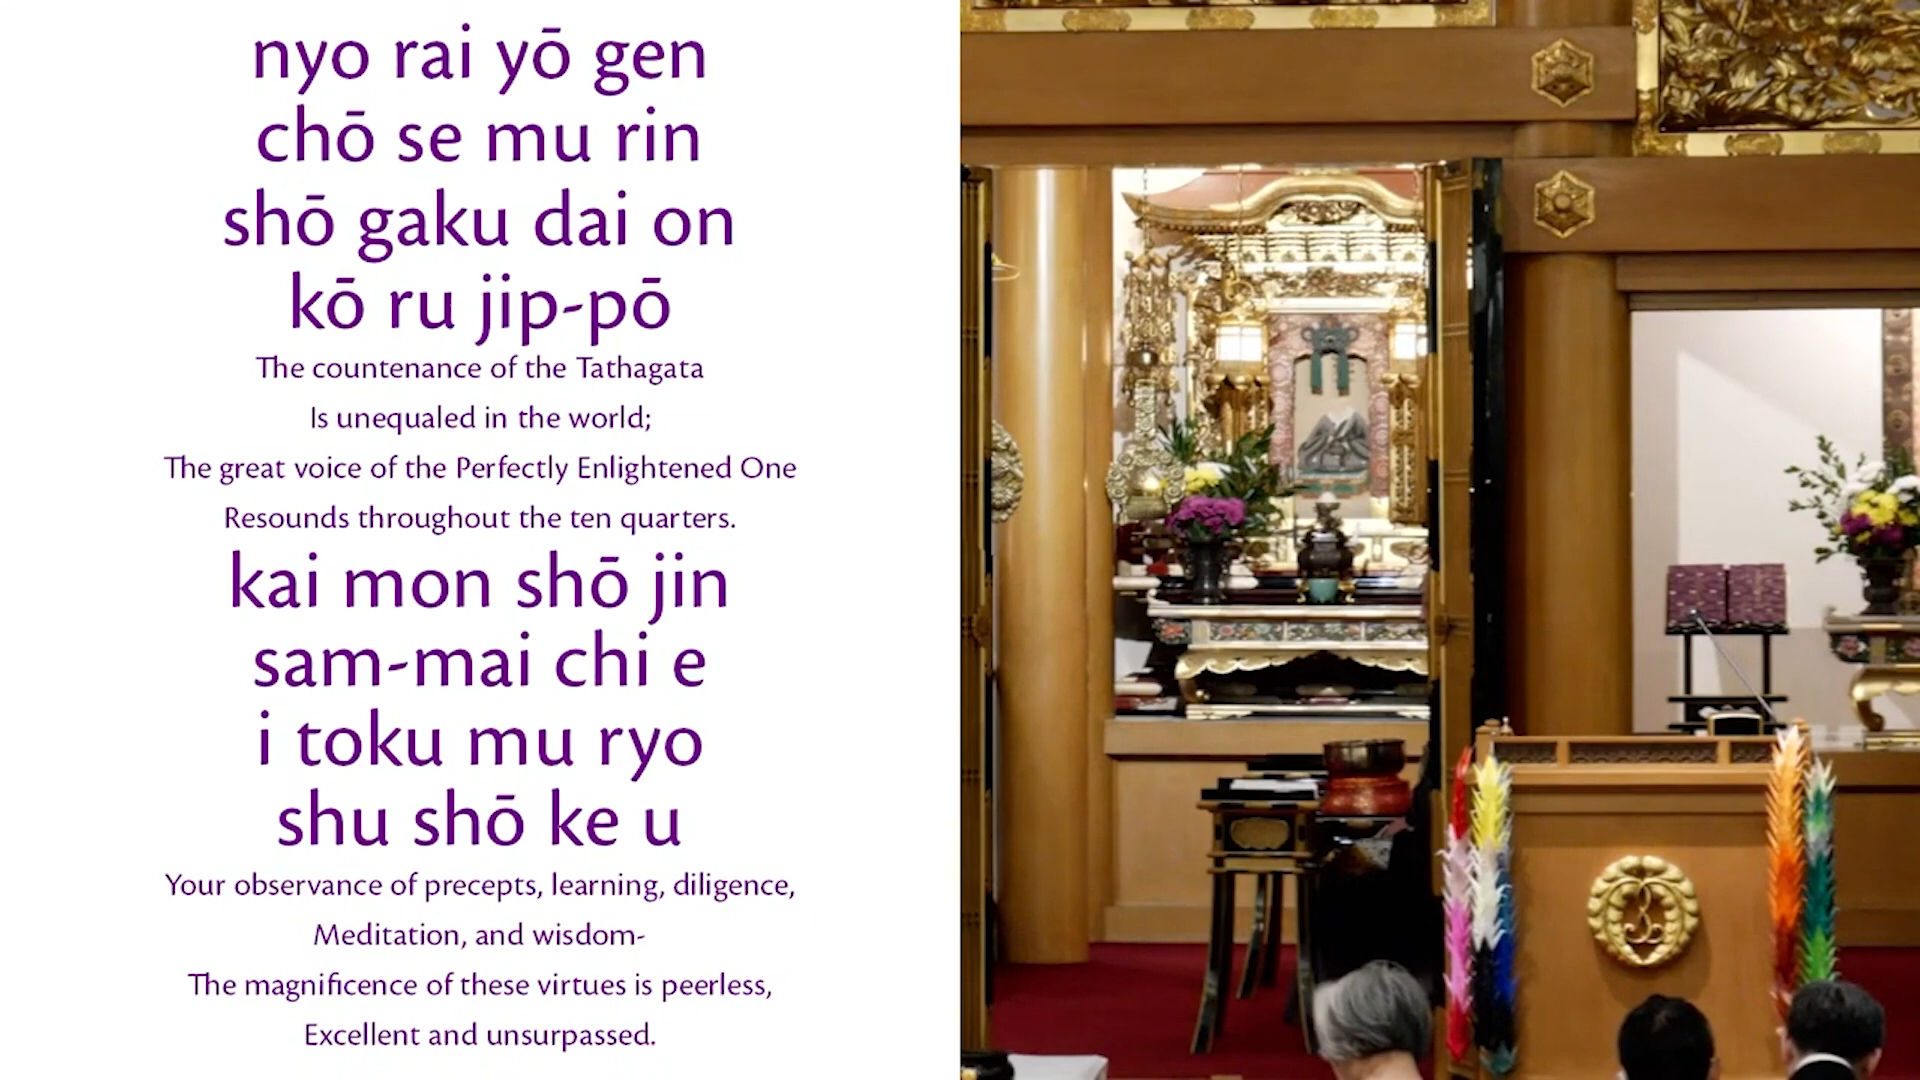 nyo rai yō gen
chō se mu rin
shō gaku dai on
kō ru jip-pō
The countenance of the Tathagata
Is unequaled in the world;
The great voice of the Perfectly Enlightened One
Resounds throughout the ten quarters.
kai mon shō jin
sam-mai chi e
i toku mu ryo
shu shō ke u
Your observance of precepts, learning, diligence,
Meditation, and wisdom-
The magnificence of these virtues is peerless,
Excellent and unsurpassed.